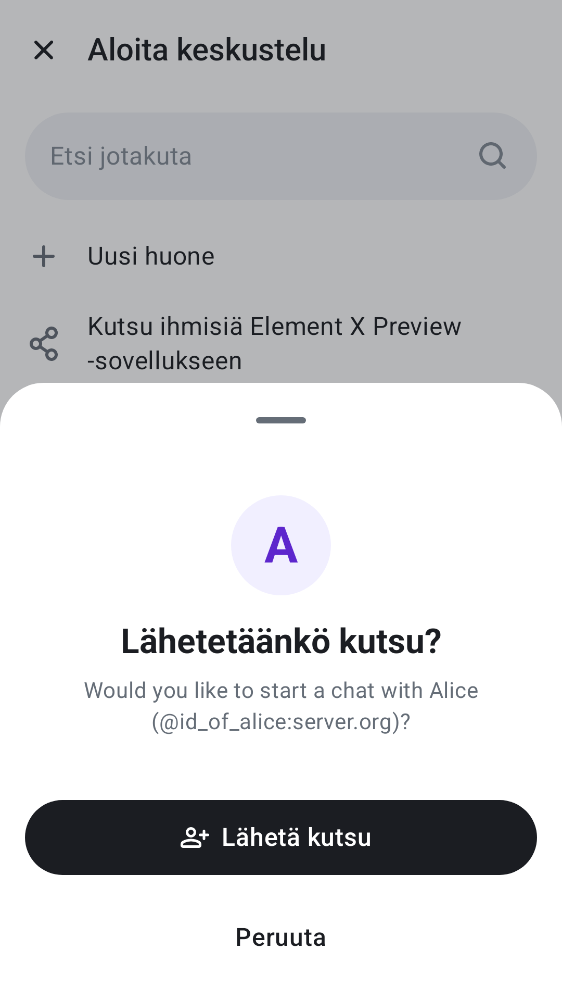 Aloita keskustelu
Etsi jotakuta
Uusi huone
Kutsu ihmisiä Element X Preview
-sovellukseen
A
Lähetetäänkö kutsu?
Would you like to start a chat with Alice
(@id_of_alice:server.org)?
Lähetä kutsu
Peruuta